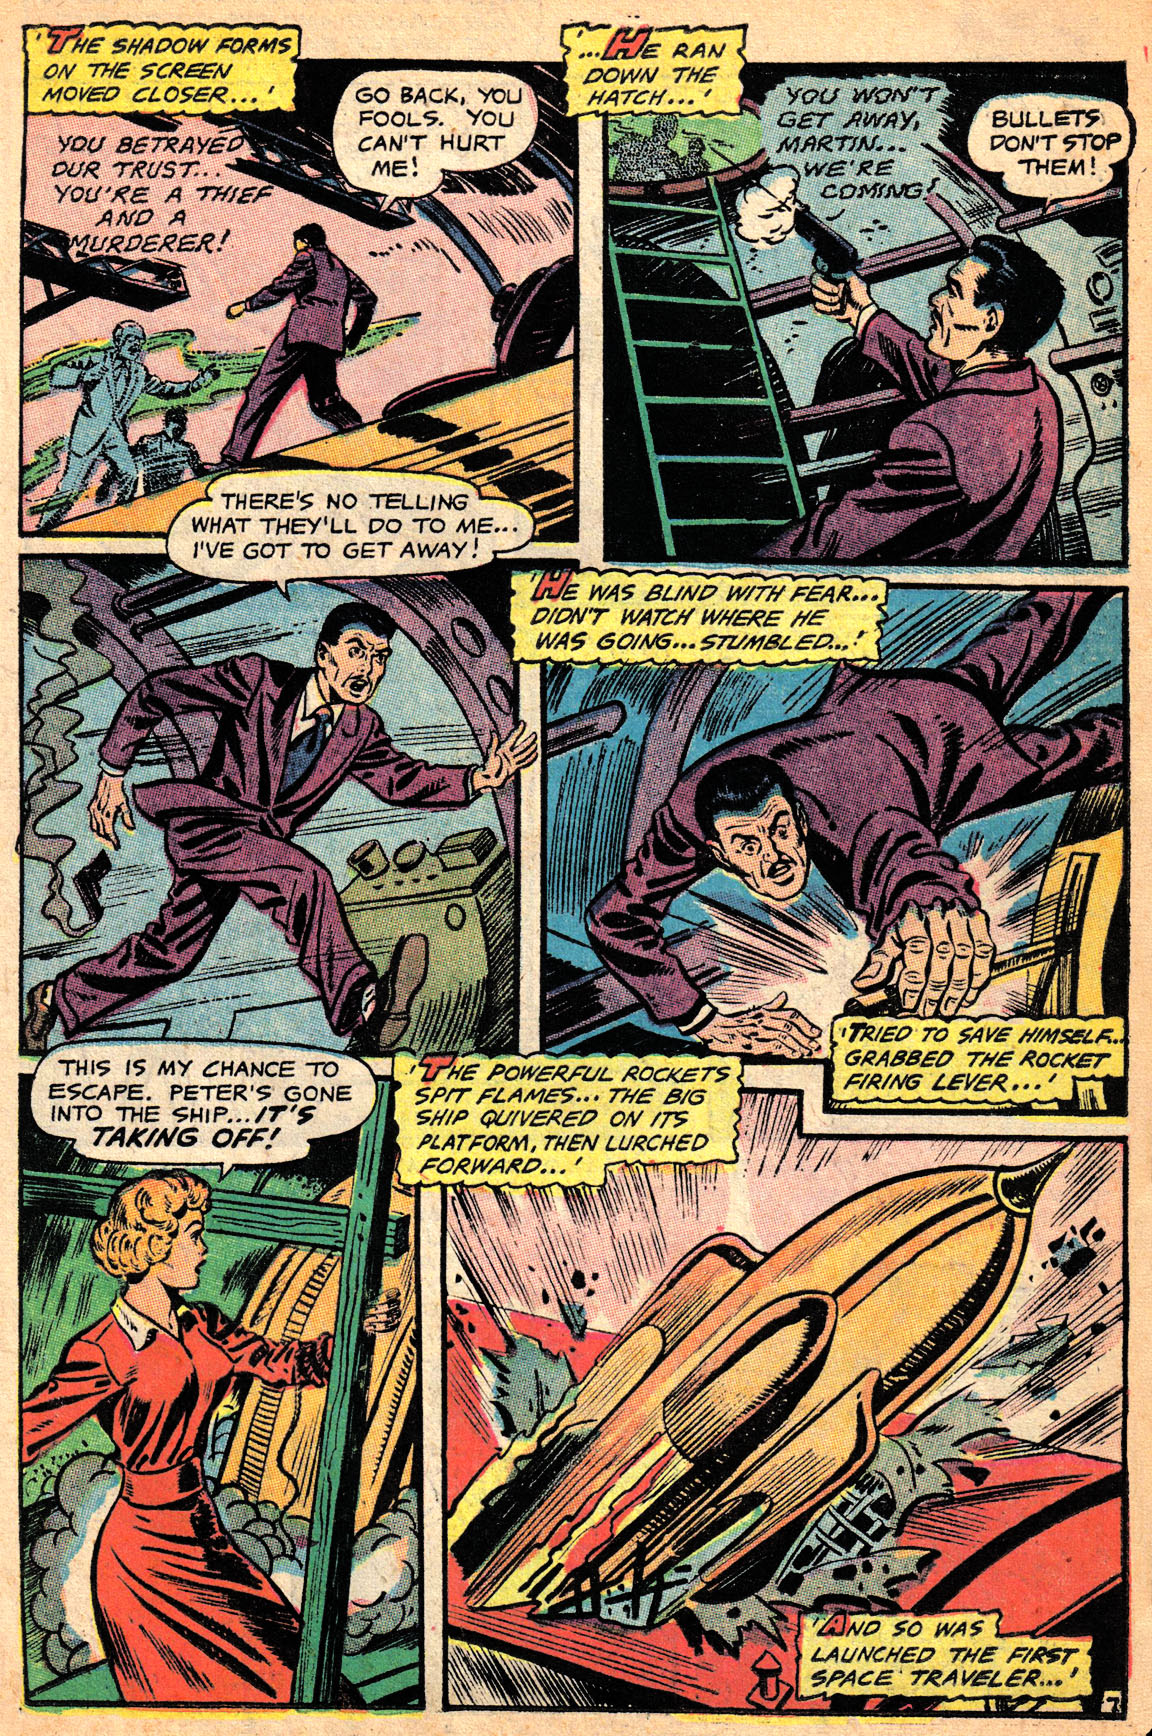 'THE SHADOW FORMS
ON THE SCREEN
MOVED CLOSER...'
YOU BETRAYED
OUR TRUST...
YOU'RE A THIEF
AND A
MURDERER!
GO BACK, YOU
FOOLS. YOU
CAN'T HURT
ME!
'...HE RAN
DOWN THE
HATCH...'
YOU WON'T
GET AWAY,
MARTIN...
WE'RE
COMING!
BULLETS
DON'T STOP
THEM!
THERE'S NO TELLING
WHAT THEY'LL DO TO ME...
I'VE GOT TO GET AWAY!
'HE WAS BLIND WITH FEAR...
DIDN'T WATCH WHERE HE
WAS GOING...STUMBLED...!'
'TRIED TO SAVE HIMSELF...
GRABBED THE ROCKET
FIRING LEVER...'
THIS IS MY CHANCE TO
ESCAPE. PETER'S GONE
INTO THE SHIP...IT'S
TAKING OFF!
'THE POWERFUL ROCKETS
SPIT FLAMES...THE BIG
SHIP QUIVERED ON ITS
PLATFORM, THEN LURCHED
FORWARD...'
'AND SO WAS
LAUNCHED THE FIRST
SPACE TRAVELER...'
7